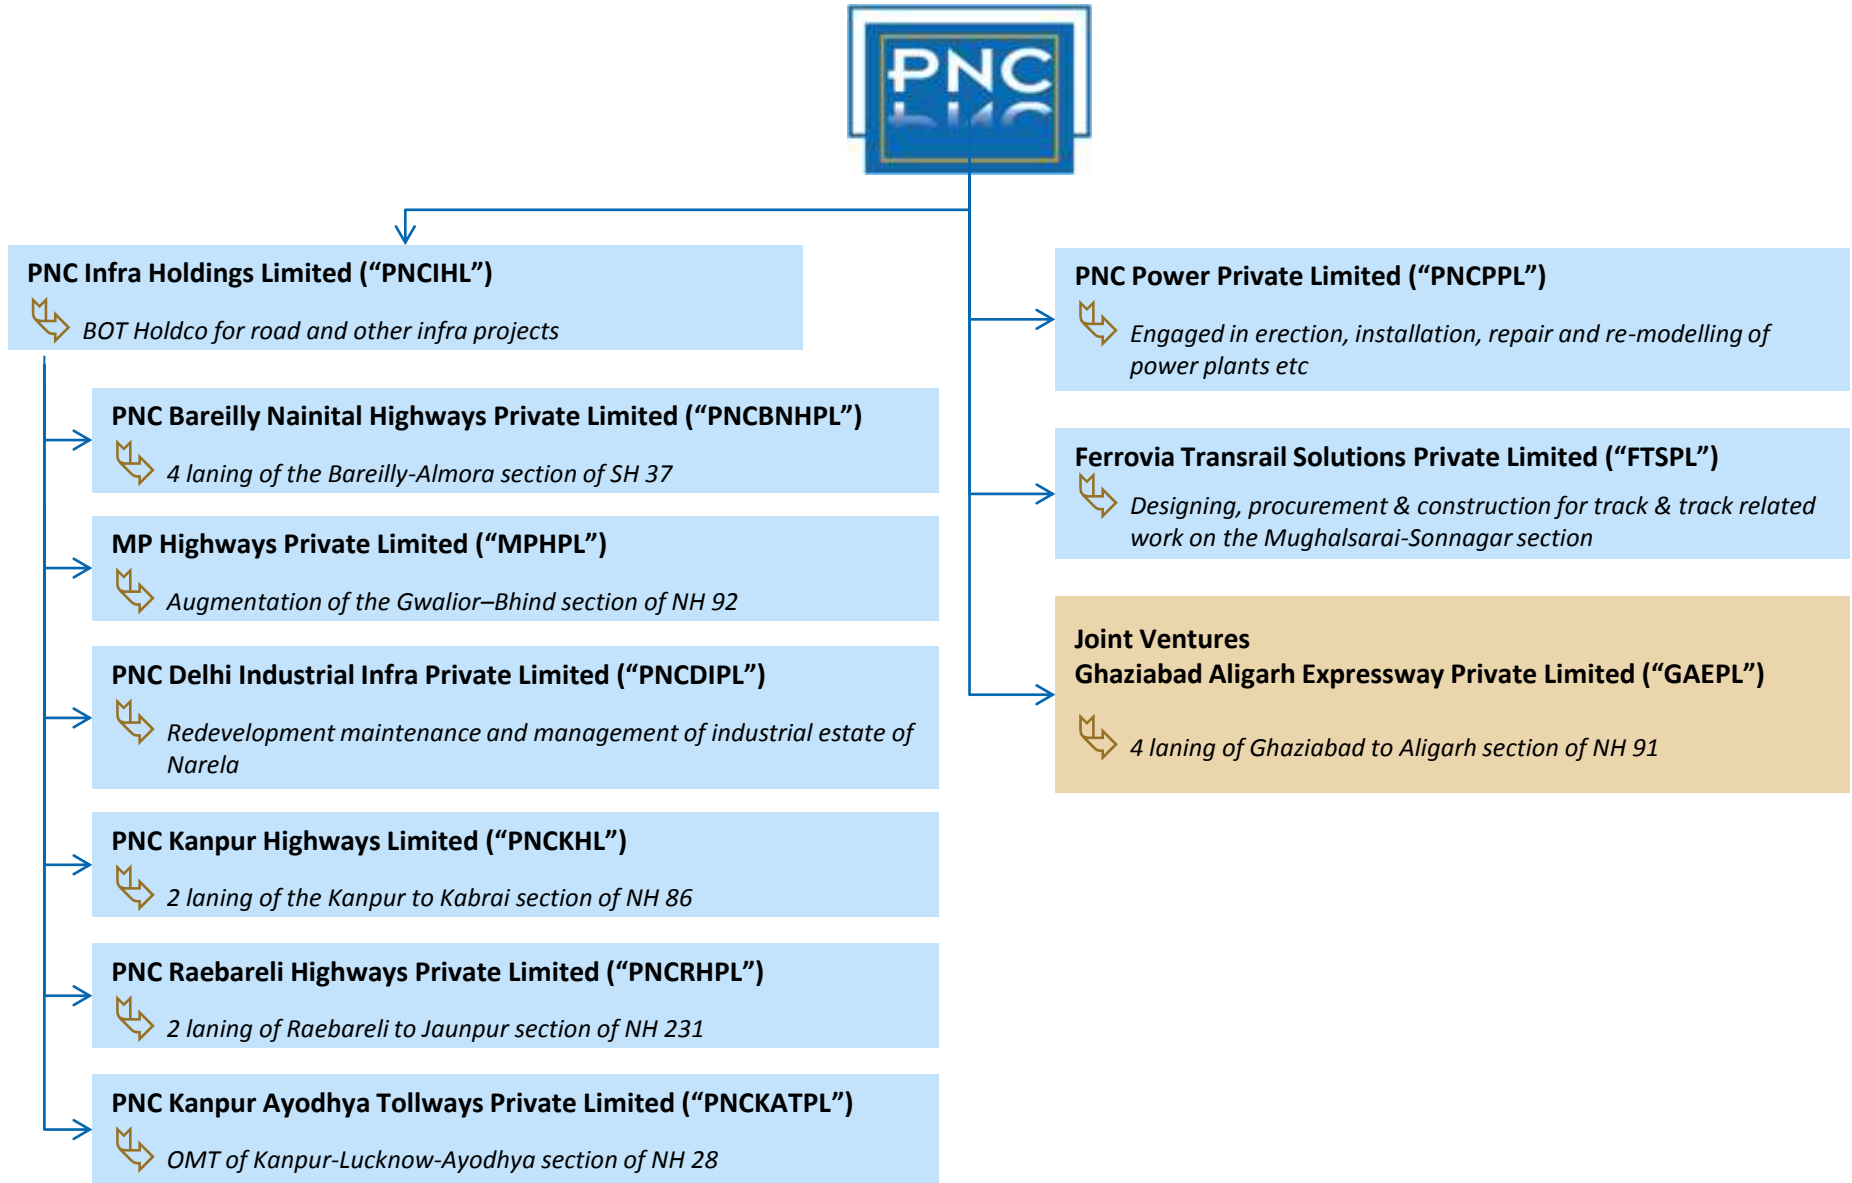 PNC
PNC Infra Holdings Limited (“PNCIHL”)
BOT Holdco for road and other infra projects
PNC Bareilly Nainital Highways Private Limited (“PNCBNHPL”)
4 laning of the Bareilly-Almora section of SH 37
MP Highways Private Limited (“MPHPL”)
Augmentation of the Gwalior–Bhind section of NH 92
PNC Delhi Industrial Infra Private Limited (“PNCDIPL”)
Redevelopment maintenance and management of industrial estate of
Narela
PNC Kanpur Highways Limited (“PNCKHL”)
2 laning of the Kanpur to Kabrai section of NH 86
PNC Raebareli Highways Private Limited (“PNCRHPL”)
2 laning of Raebareli to Jaunpur section of NH 231
PNC Kanpur Ayodhya Tollways Private Limited (“PNCKATPL”)
OMT of Kanpur-Lucknow-Ayodhya section of NH 28
PNC Power Private Limited (“PNCPPL”)
Engaged in erection, installation, repair and re-modelling of
power plants etc
Ferrovia Transrail Solutions Private Limited (“FTSPL”)
Designing, procurement & construction for track & track related
work on the Mughalsarai-Sonnagar section
Joint Ventures
Ghaziabad Aligarh Expressway Private Limited (“GAEPL”)
4 laning of Ghaziabad to Aligarh section of NH 91